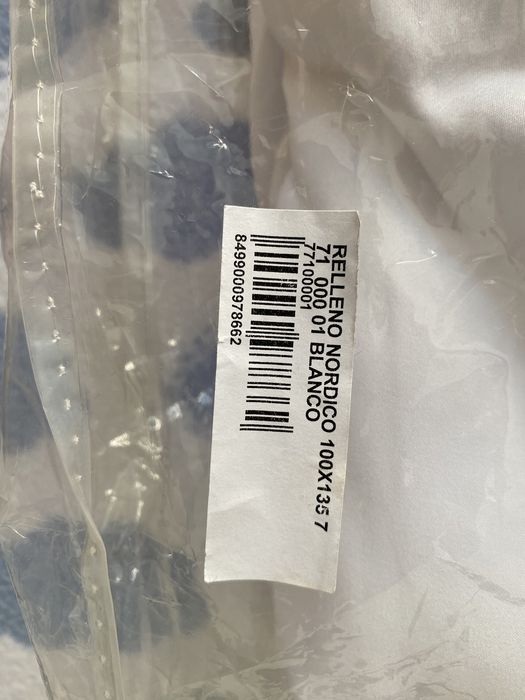 RELLENO NORDICO 100X135 7
71 000 01 BLANCO
77100001
8499000978662